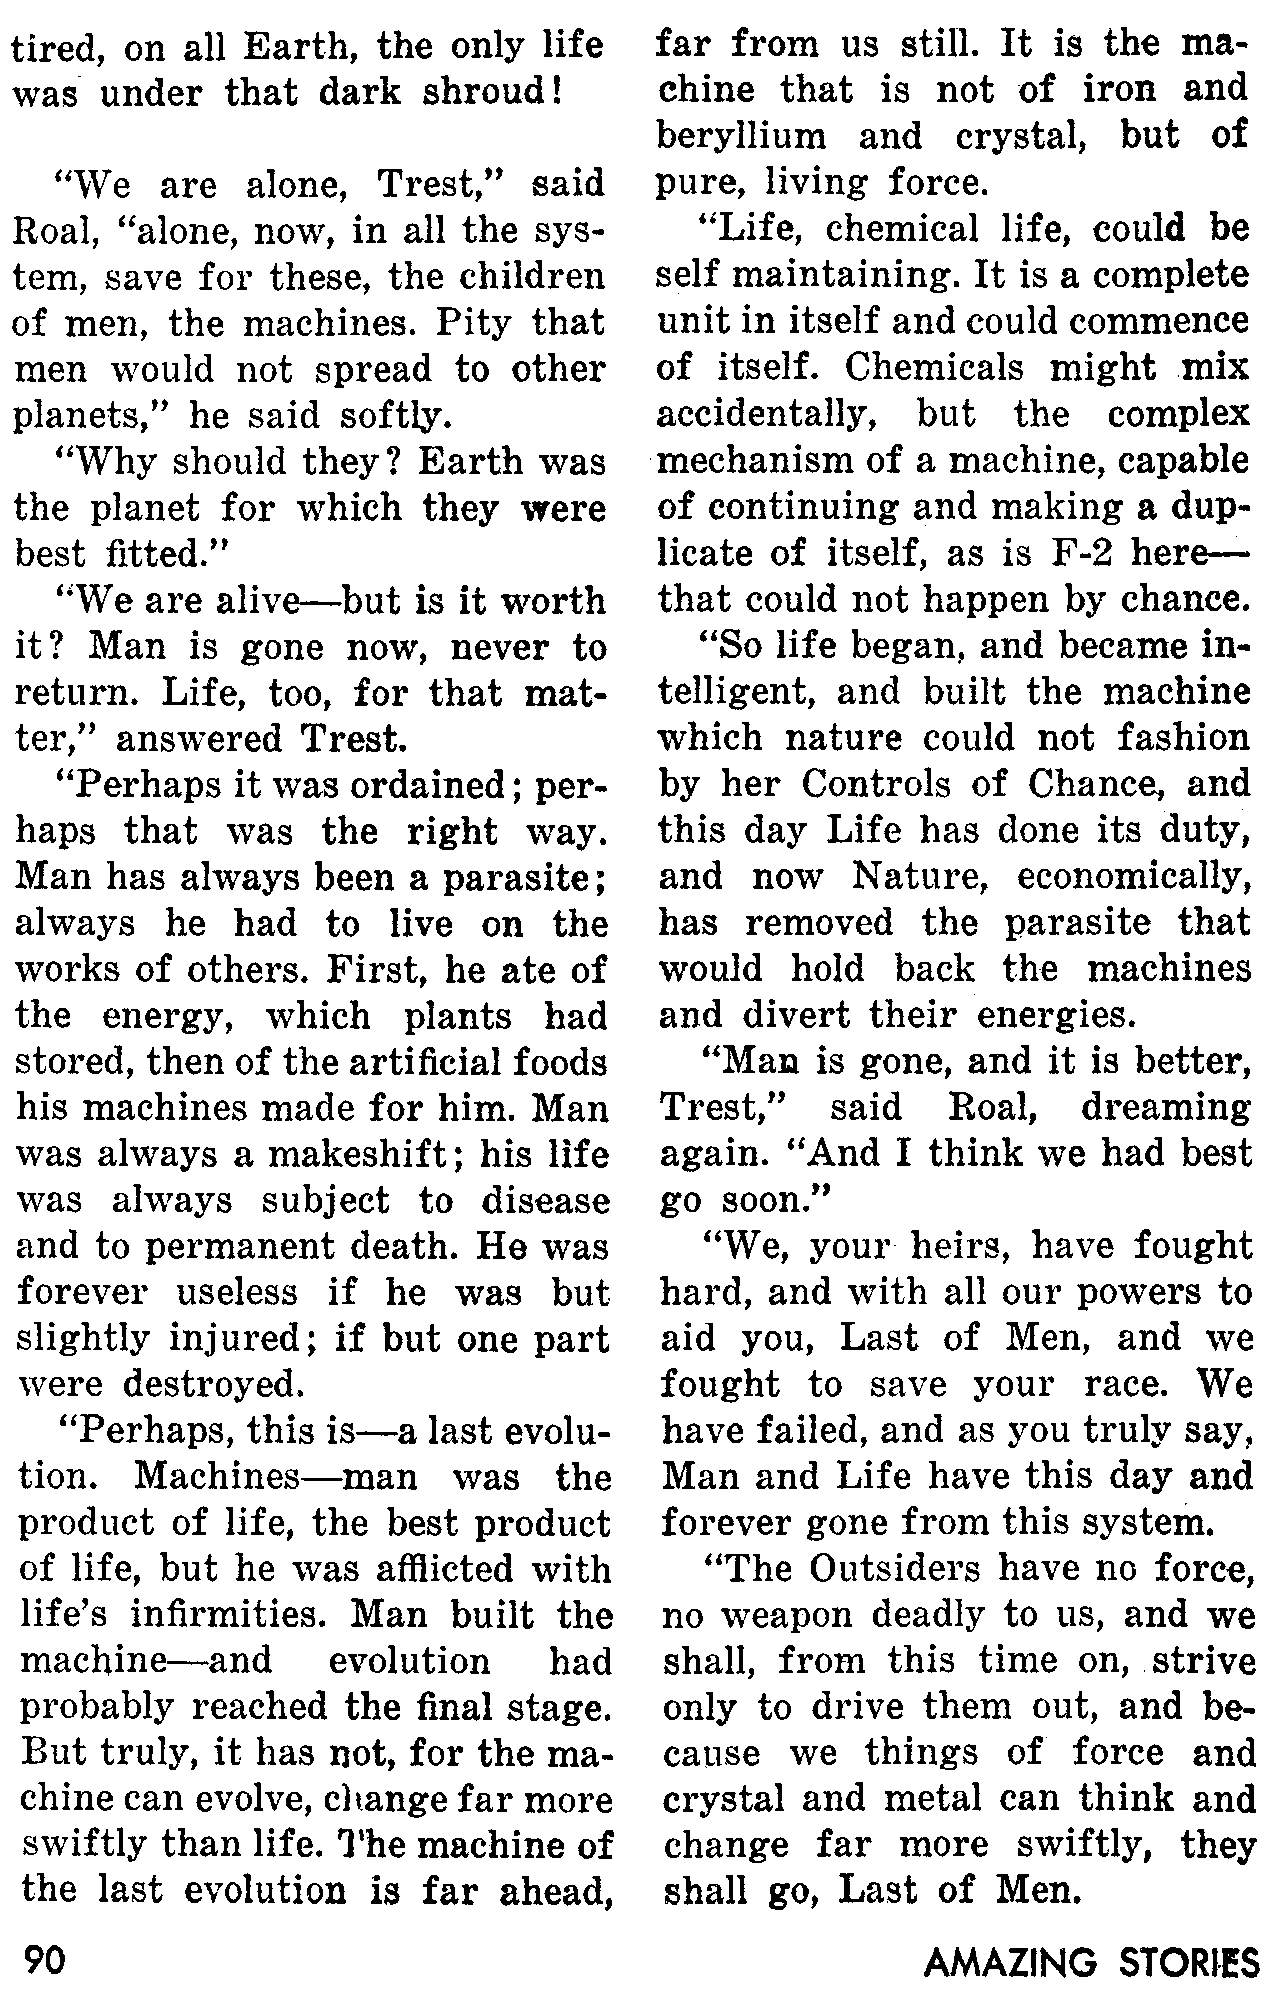 tired, on all Earth, the only life
was under that dark shroud!
"We are alone, Trest," said
Roal, "alone, now, in all the sys-
tem, save for these, the children
of men, the machines. Pity that
men would not spread to other
planets," he said softly.
"Why should they? Earth was
the planet for which they were
best fitted."
"We are alive—but is it worth
it? Man is gone now, never to
return. Life, too, for that mat-
ter," answered Trest.
"Perhaps it was ordained; per-
haps that was the right way.
Man has always been a parasite;
always he had to live on the
works of others. First, he ate of
the energy, which plants had
stored, then of the artificial foods
his machines made for him. Man
was always a makeshift; his life
was always subject to disease
and to permanent death. He was
forever useless if he was but
slightly injured; if but one part
were destroyed.
"Perhaps, this is—a last evolu-
tion. Machines—man was the
product of life, the best product
of life, but he was afflicted with
life's infirmities. Man built the
machine—and evolution had
probably reached the final stage.
But truly, it has not, for the ma-
chine can evolve, change far more
swiftly than life. The machine of
the last evolution is far ahead,
far from us still. It is the ma-
chine that is not of iron and
beryllium and crystal, but of
pure, living force.
"Life, chemical life, could be
self maintaining. It is a complete
unit in itself and could commence
of itself. Chemicals might mix
accidentally, but the complex
mechanism of a machine, capable
of continuing and making a dup-
licate of itself, as is F-2 here—
that could not happen by chance.
"So life began, and became in-
telligent, and built the machine
which nature could not fashion
by her Controls of Chance, and
this day Life has done its duty,
and now Nature, economically,
has removed the parasite that
would hold back the machines
and divert their energies.
"Man is gone, and it is better,
Trest," said Roal, dreaming
again. "And I think we had best
go soon."
"We, your heirs, have fought
hard, and with all our powers to
aid you, Last of Men, and we
fought to save your race. We
have failed, and as you truly say,
Man and Life have this day and
forever gone from this system.
"The Outsiders have no force,
no weapon deadly to us, and we
shall, from this time on, strive
only to drive them out, and be-
cause we things of force and
crystal and metal can think and
change far more swiftly, they
shall go, Last of Men.
90
AMAZING STORIES